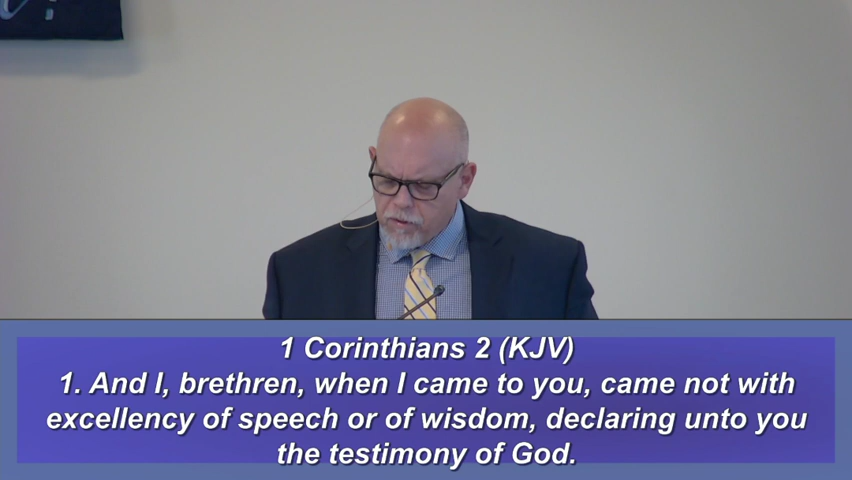 1 Corinthians 2 (KJV)
1. And I, brethren, when I came to you, came not with
excellency of speech or of wisdom, declaring unto you
the testimony of God.